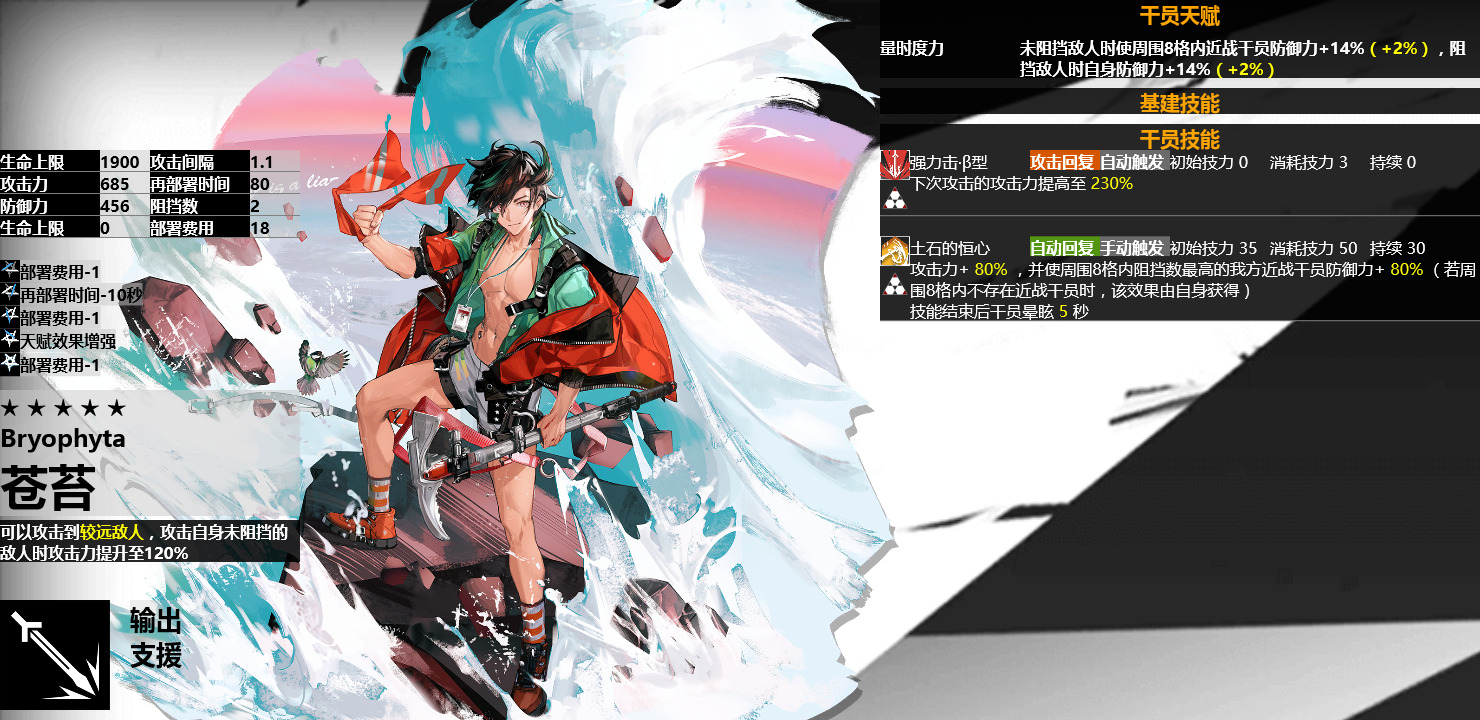 生命上限 1900 攻击间隔 1.1
攻击力 685 再部署时间 80
防御力 456 阻挡数 2
生命上限 0 部署费用 18
is a liar
部署费用-1
再部署时间-10秒
部署费用-1
天赋效果增强
部署费用-1
★ ★ ★ ★ ★
Bryophyta
苍苔
可以攻击到较远敌人，攻击自身未阻挡的
敌人时攻击力提升至120%
输出
支援
干员天赋
量时度力 未阻挡敌人时使周围8格内近战干员防御力+14%（+2%），阻
挡敌人时自身防御力+14%（+2%）
基建技能
干员技能
强力击·β型 攻击回复 自动触发 初始技力 0 消耗技力 3 持续 0
下次攻击的攻击力提高至 230%
土石的恒心 自动回复 手动触发 初始技力 35 消耗技力 50 持续 30
攻击力+ 80% ，并使周围8格内阻挡数最高的我方近战干员防御力+ 80% （若周
围8格内不存在近战干员时，该效果由自身获得）
技能结束后干员晕眩 5 秒